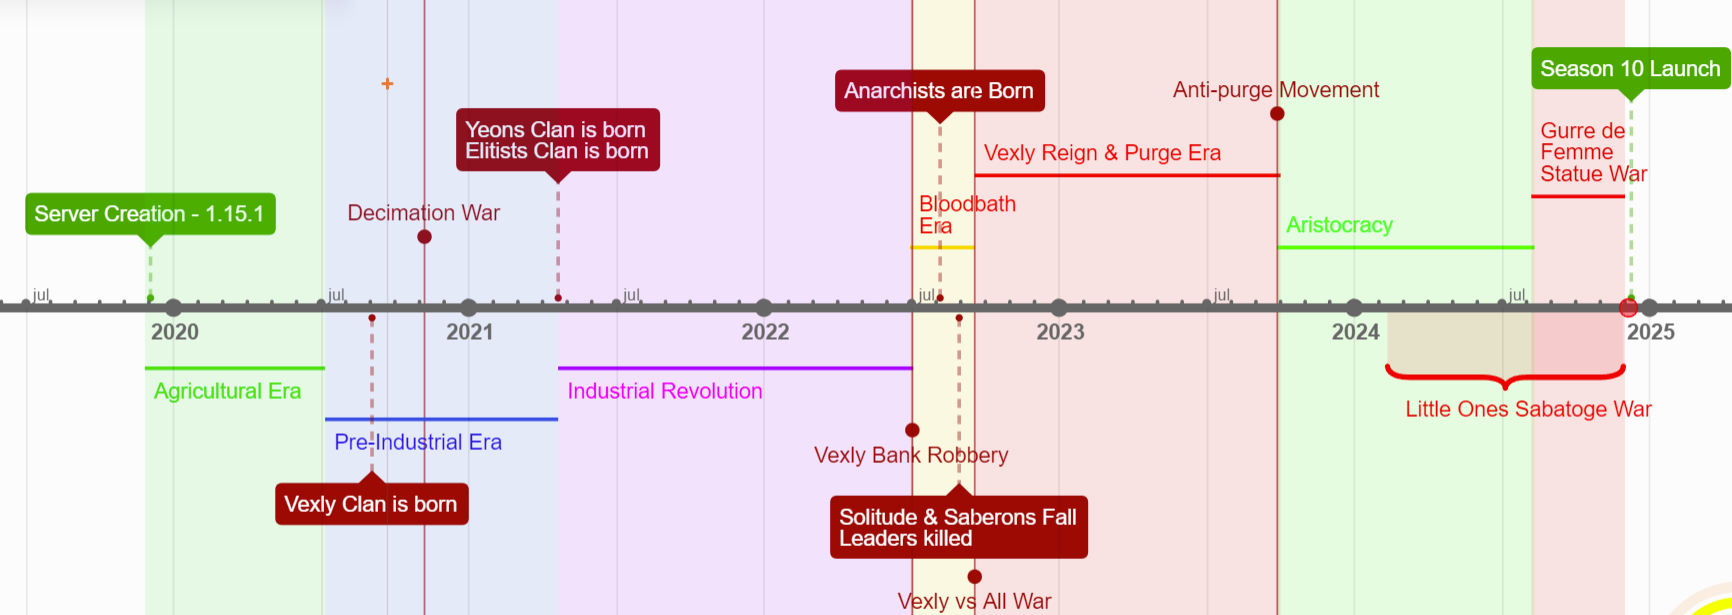 Season 10 Launch
Anarchists are Born
Anti-purge Movement
Yeons Clan is born
Elitists Clan is born
Gurre de
Femme
Statue War
Vexly Reign & Purge Era
Server Creation - 1.15.1
Decimation War
Bloodbath
Era
Aristocracy
jul
jul
jul
jul
jul
jul
2020
2021
2022
2023
2024
2025
Agricultural Era
Industrial Revolution
Little Ones Sabatoge War
Pre-Industrial Era
Vexly Bank Robbery
Vexly Clan is born
Solitude & Saberons Fall
Leaders killed
Vexly vs All War